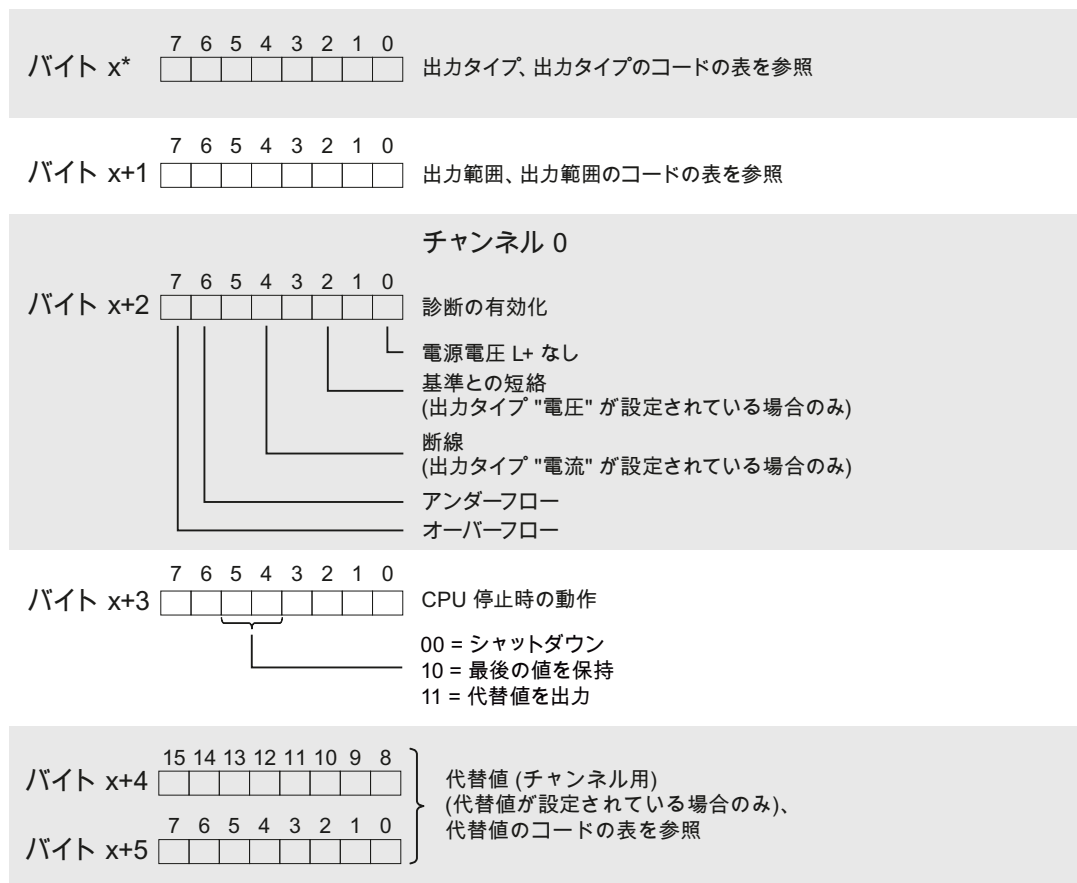 7 6 5 4 3 2 1 0
バイト x* 出力タイプ、出力タイプのコードの表を参照
7 6 5 4 3 2 1 0
バイト x+1 出力範囲、出力範囲のコードの表を参照
チャンネル 0
7 6 5 4 3 2 1 0
バイト x+2 診断の有効化
電源電圧 L+ なし
基準との短絡
(出力タイプ "電圧" が設定されている場合のみ)
断線
(出力タイプ "電流" が設定されている場合のみ)
アンダーフロー
オーバーフロー
7 6 5 4 3 2 1 0
バイト x+3 CPU 停止時の動作
00 = シャットダウン
10 = 最後の値を保持
11 = 代替値を出力
15 14 13 12 11 10 9 8
バイト x+4
7 6 5 4 3 2 1 0
バイト x+5
代替値 (チャンネル用)
(代替値が設定されている場合のみ)、
代替値のコードの表を参照